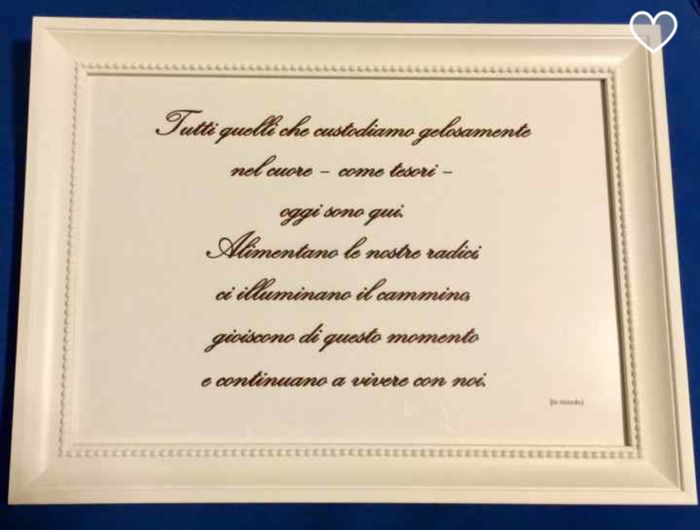 Tutti quelli che custodiamo gelosamente
nel cuore – come tesori –
oggi sono qui.
Alimentano le nostre radici,
ci illuminano il cammino,
gioiscono di questo momento
e continuano a vivere con noi.